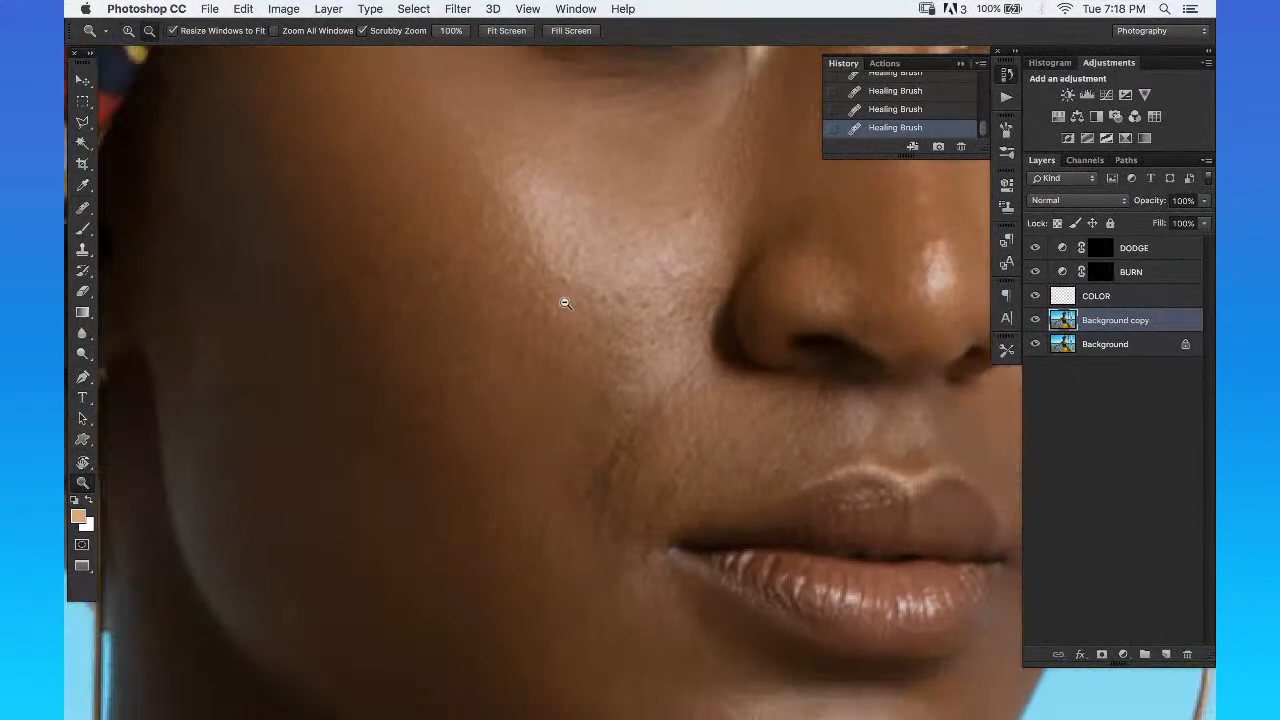 Photoshop CC File Edit Image Layer Type Select Filter 3D View Window Help 3 100% Tue 7:18 PM
Resize Windows to Fit Zoom All Windows Scrubby Zoom 100% Fit Screen Fill Screen Photography
History Actions
Healing Brush
Healing Brush
Healing Brush
Healing Brush
Histogram Adjustments
Add an adjustment
Layers Channels Paths
Kind
Normal Opacity: 100%
Lock: Fill: 100%
DODGE
BURN
COLOR
Background copy
Background